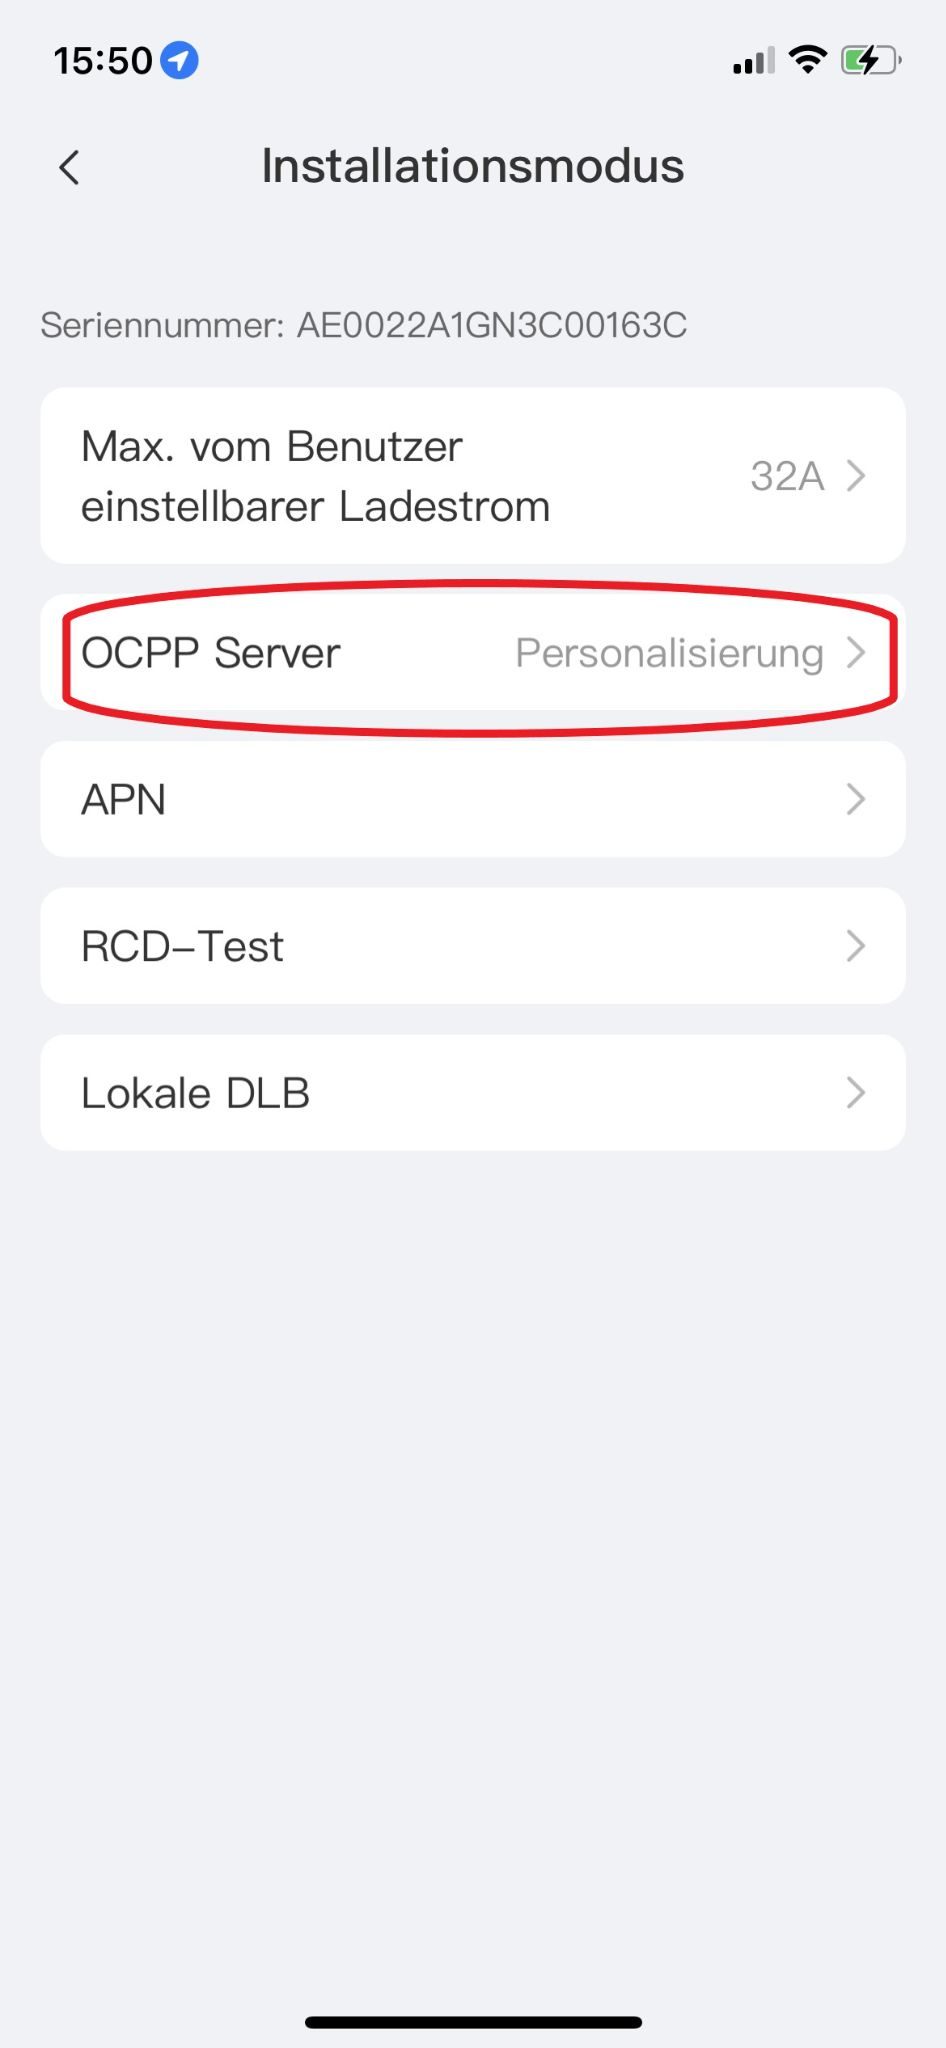 15:50
Installationsmodus
Seriennummer: AE0022A1GN3C00163C
Max. vom Benutzer
einstellbarer Ladestrom
32A
OCPP Server Personalisierung
APN
RCD-Test
Lokale DLB